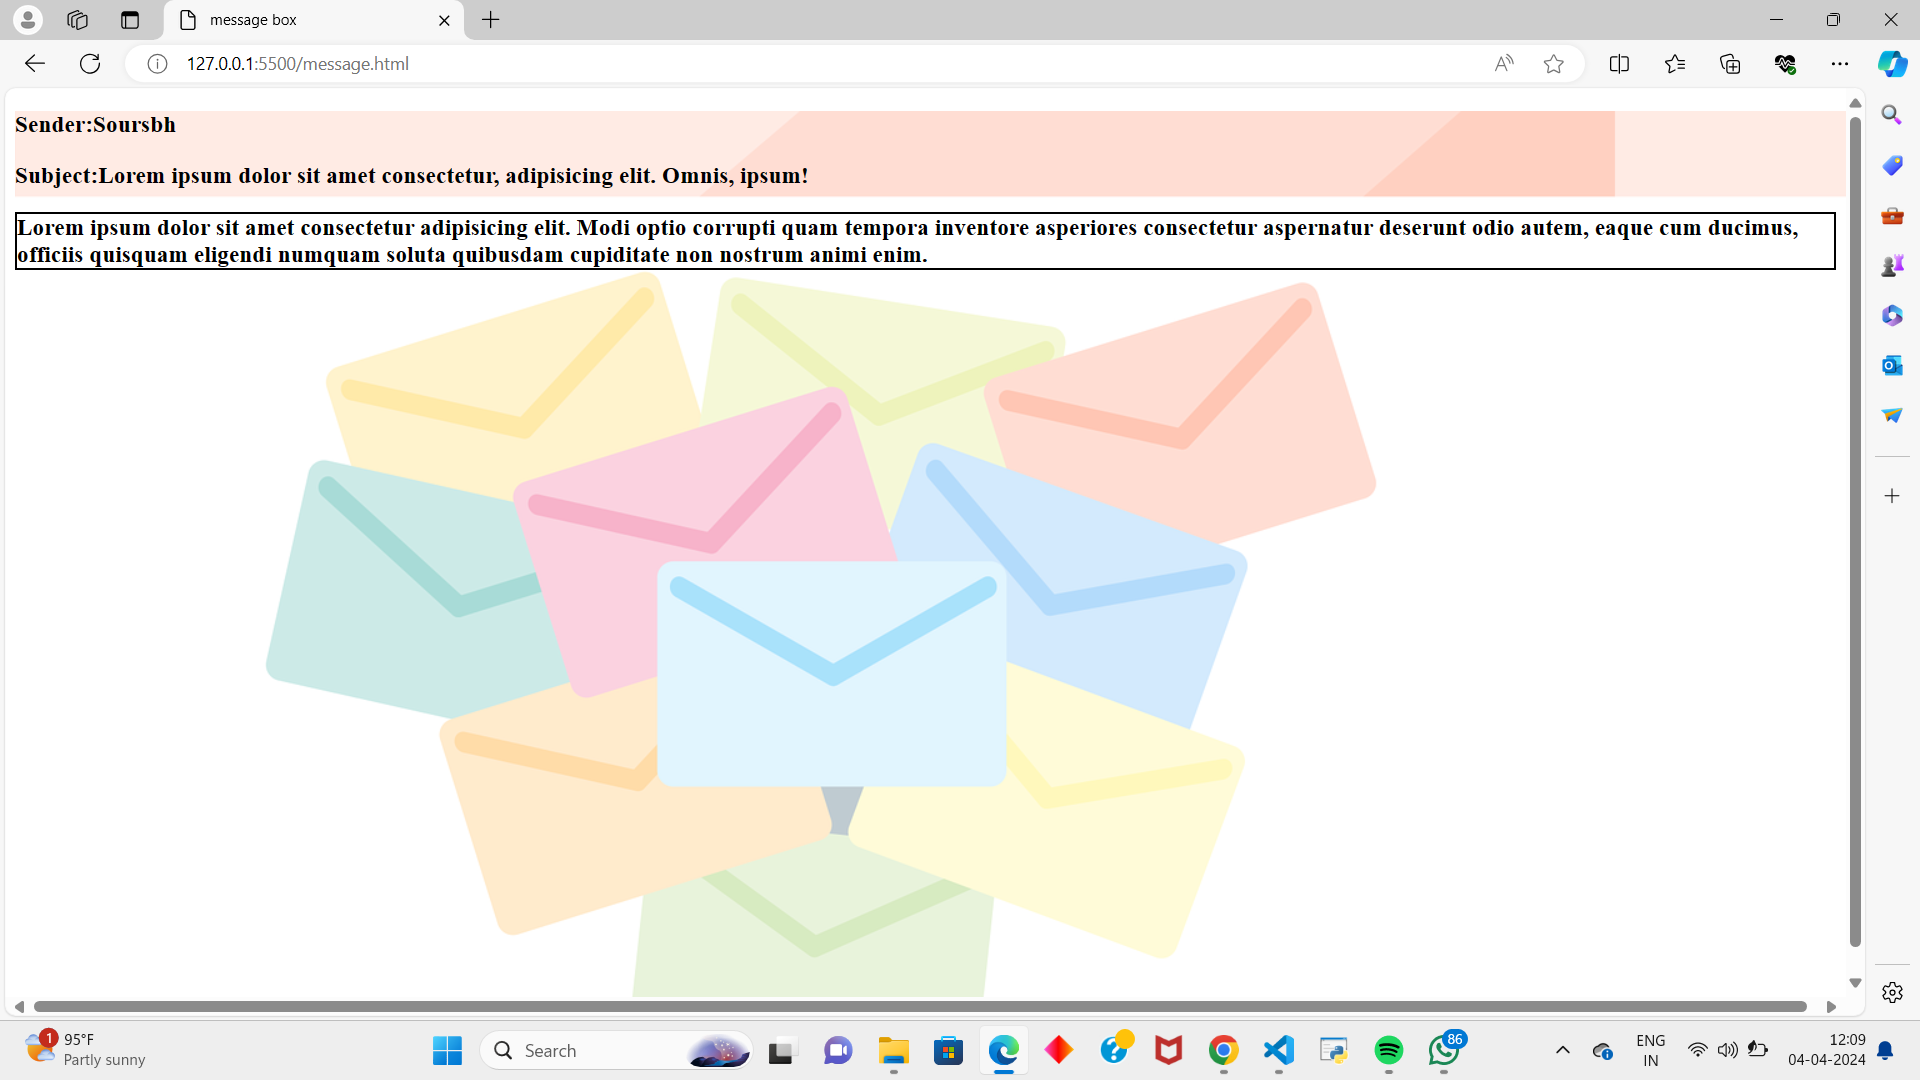 message box
127.0.0.1:5500/message.html
Sender:Soursbh
Subject:Lorem ipsum dolor sit amet consectetur, adipisicing elit. Omnis, ipsum!
Lorem ipsum dolor sit amet consectetur adipisicing elit. Modi optio corrupti quam tempora inventore asperiores consectetur aspernatur deserunt odio autem, eaque cum ducimus,
officiis quisquam eligendi numquam soluta quibusdam cupiditate non nostrum animi enim.
1
95°F
Partly sunny
Search
86
ENG
IN
12:09
04-04-2024